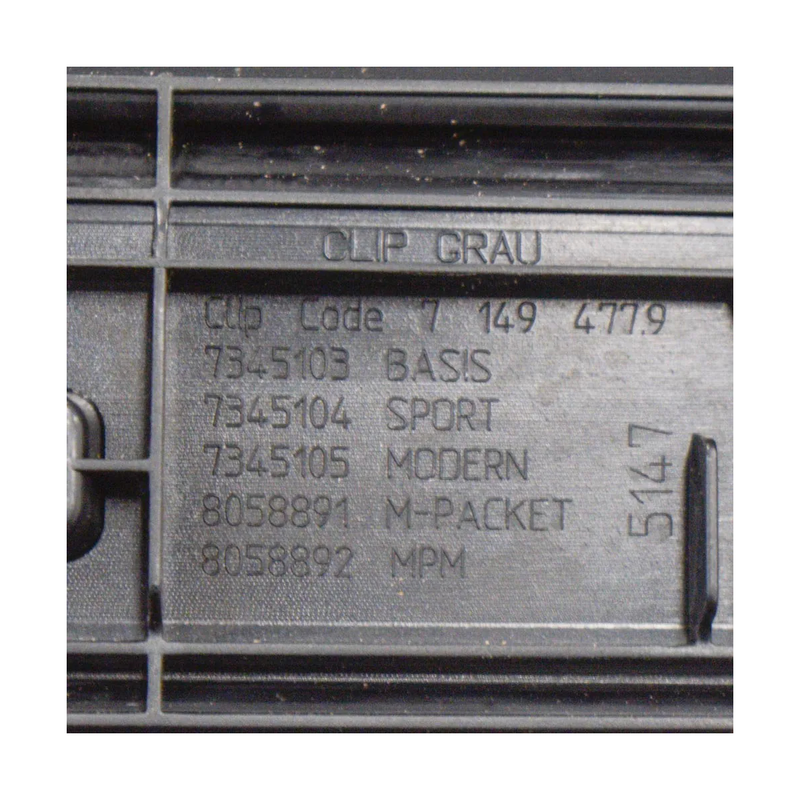 CLIP GRAU
Clip Code 7 149 477.9
7345103 BASIS
7345104 SPORT
7345105 MODERN
8058891 M-PACKET
8058892 MPM
5147